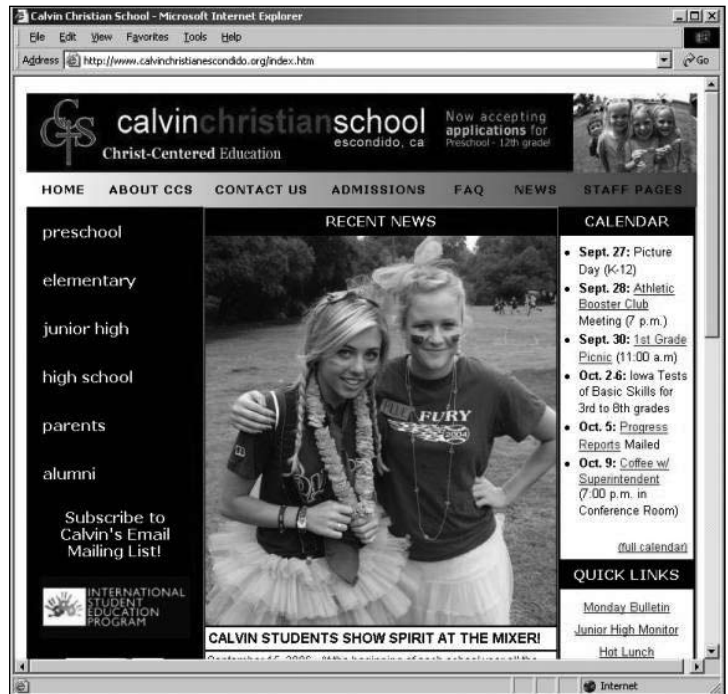 Calvin Christian School - Microsoft Internet Explorer
File Edit View Favorites Tools Help
Address http://www.calvinchristianescondido.org/index.htm Go
CCS
calvinchristianschool
escondido, ca
Christ-Centered Education
Now accepting
applications for
Preschool - 12th grade!
HOME ABOUT CCS CONTACT US ADMISSIONS FAQ NEWS STAFF PAGES
preschool
elementary
junior high
high school
parents
alumni
Subscribe to
Calvin's Email
Mailing List!
INTERNATIONAL
STUDENT
EDUCATION
PROGRAM
RECENT NEWS
FURY
2004
CALVIN STUDENTS SHOW SPIRIT AT THE MIXER!
September 15, 2006
CALENDAR
Sept. 27: Picture
Day (K-12)
Sept. 28: Athletic
Booster Club
Meeting (7 p.m.)
Sept. 30: 1st Grade
Picnic (11:00 a.m)
Oct. 2-6: Iowa Tests
of Basic Skills for
3rd to 8th grades
Oct. 5: Progress
Reports Mailed
Oct. 9: Coffee w/
Superintendent
(7:00 p.m. in
Conference Room)
(full calendar)
QUICK LINKS
Monday Bulletin
Junior High Monitor
Hot Lunch
Internet